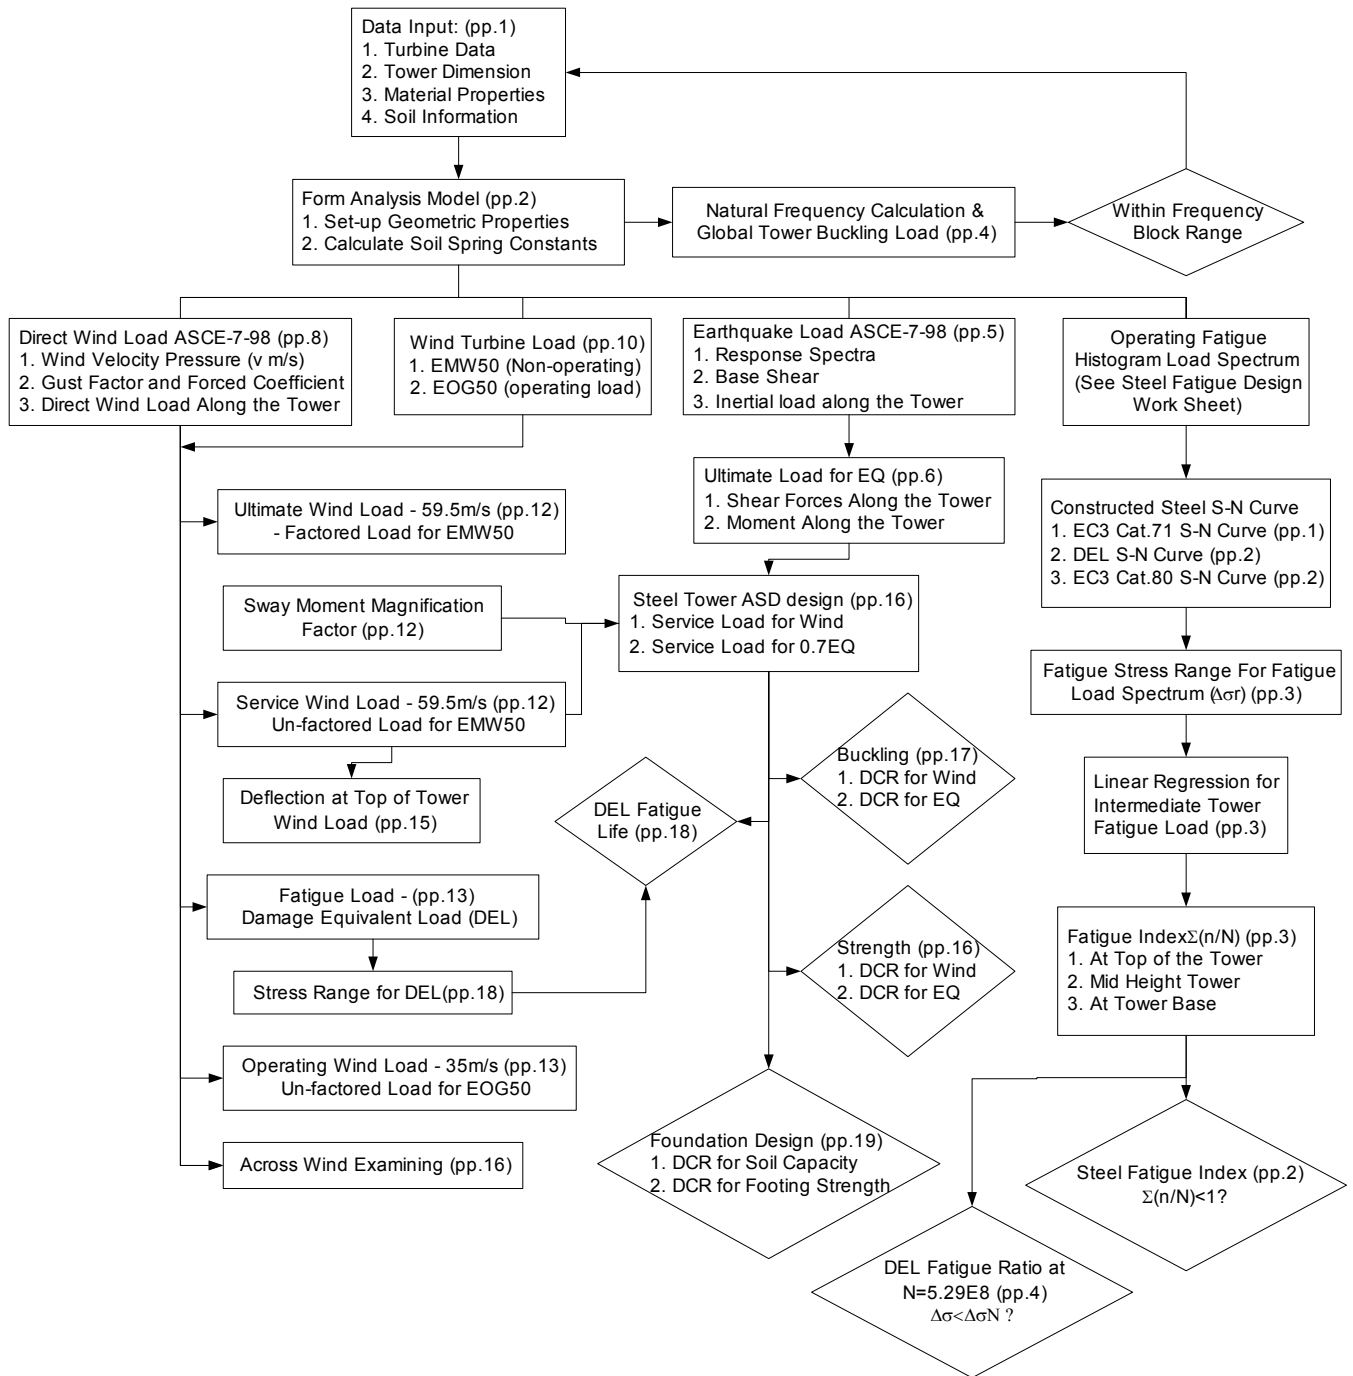 Data Input: (pp.1)
1. Turbine Data
2. Tower Dimension
3. Material Properties
4. Soil Information
Form Analysis Model (pp.2)
1. Set-up Geometric Properties
2. Calculate Soil Spring Constants
Natural Frequency Calculation &
Global Tower Buckling Load (pp.4)
Within Frequency
Block Range
Direct Wind Load ASCE-7-98 (pp.8)
1. Wind Velocity Pressure (v m/s)
2. Gust Factor and Forced Coefficient
3. Direct Wind Load Along the Tower
Wind Turbine Load (pp.10)
1. EMW50 (Non-operating)
2. EOG50 (operating load)
Earthquake Load ASCE-7-98 (pp.5)
1. Response Spectra
2. Base Shear
3. Inertial load along the Tower
Operating Fatigue
Histogram Load Spectrum
(See Steel Fatigue Design
Work Sheet)
Ultimate Load for EQ (pp.6)
1. Shear Forces Along the Tower
2. Moment Along the Tower
Constructed Steel S-N Curve
1. EC3 Cat.71 S-N Curve (pp.1)
2. DEL S-N Curve (pp.2)
3. EC3 Cat.80 S-N Curve (pp.2)
Ultimate Wind Load - 59.5m/s (pp.12)
- Factored Load for EMW50
Sway Moment Magnification
Factor (pp.12)
Steel Tower ASD design (pp.16)
1. Service Load for Wind
2. Service Load for 0.7EQ
Fatigue Stress Range For Fatigue
Load Spectrum (Δσr) (pp.3)
Service Wind Load - 59.5m/s (pp.12)
Un-factored Load for EMW50
Deflection at Top of Tower
Wind Load (pp.15)
Buckling (pp.17)
1. DCR for Wind
2. DCR for EQ
DEL Fatigue
Life (pp.18)
Linear Regression for
Intermediate Tower
Fatigue Load (pp.3)
Fatigue Load - (pp.13)
Damage Equivalent Load (DEL)
Stress Range for DEL(pp.18)
Strength (pp.16)
1. DCR for Wind
2. DCR for EQ
Fatigue IndexΣ(n/N) (pp.3)
1. At Top of the Tower
2. Mid Height Tower
3. At Tower Base
Operating Wind Load - 35m/s (pp.13)
Un-factored Load for EOG50
Across Wind Examining (pp.16)
Foundation Design (pp.19)
1. DCR for Soil Capacity
2. DCR for Footing Strength
Steel Fatigue Index (pp.2)
Σ(n/N)<1?
DEL Fatigue Ratio at
N=5.29E8 (pp.4)
Δσ<ΔσN ?